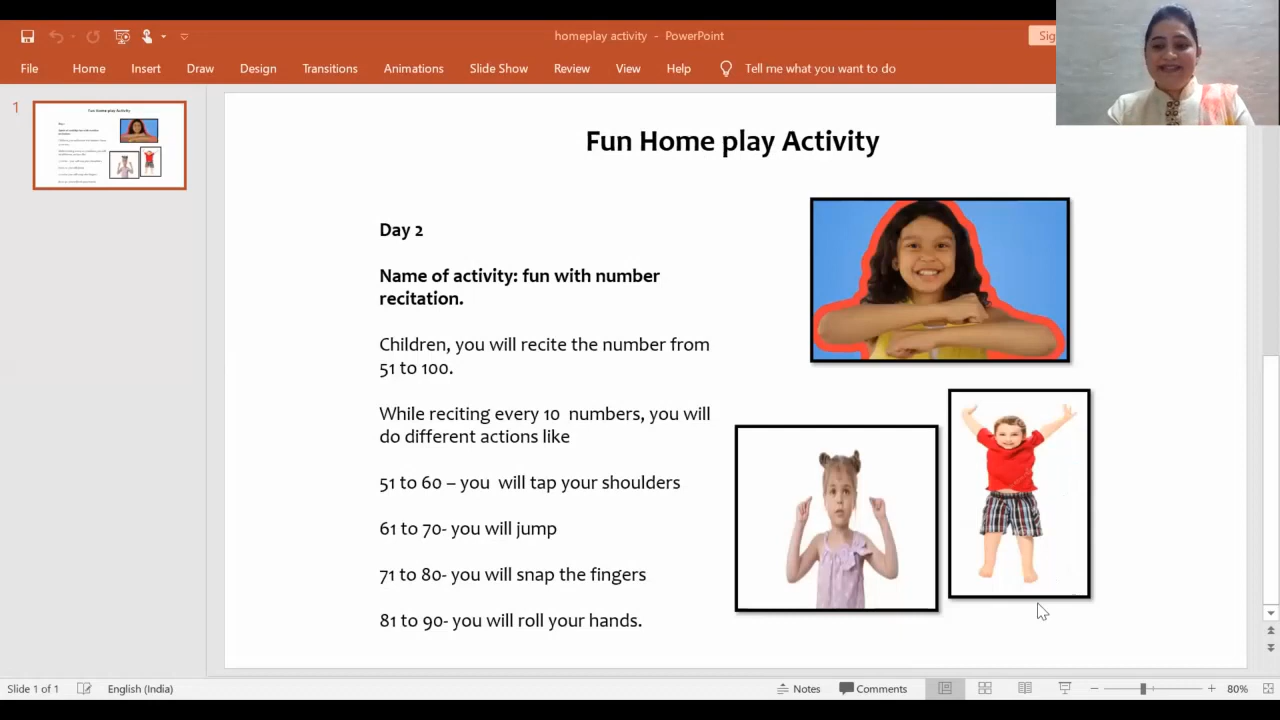 homeplay activity - PowerPoint
File Home Insert Draw Design Transitions Animations Slide Show Review View Help Tell me what you want to do
1
Fun Home play Activity
Day 2
Name of activity: fun with number
recitation.
Children, you will recite the number from
51 to 100.
While reciting every 10 numbers, you will
do different actions like
51 to 60 – you will tap your shoulders
61 to 70- you will jump
71 to 80- you will snap the fingers
81 to 90- you will roll your hands.
Slide 1 of 1 English (India) Notes Comments 80%